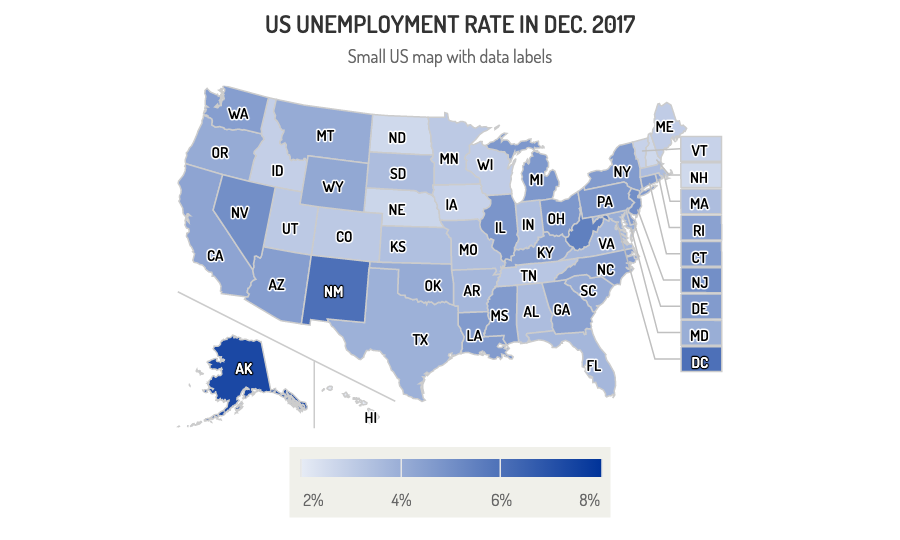 US UNEMPLOYMENT RATE IN DEC. 2017
Small US map with data labels
WA
MT
ND
MN
ME
OR
ID
SD
WI
MI
NY
VT
WY
NH
NV
UT
NE
IA
IL
IN
OH
PA
MA
CA
CO
KS
MO
KY
VA
RI
AZ
NM
OK
AR
TN
NC
CT
SC
NJ
TX
LA
MS
AL
GA
DE
FL
MD
AK
DC
HI
2% 4% 6% 8%